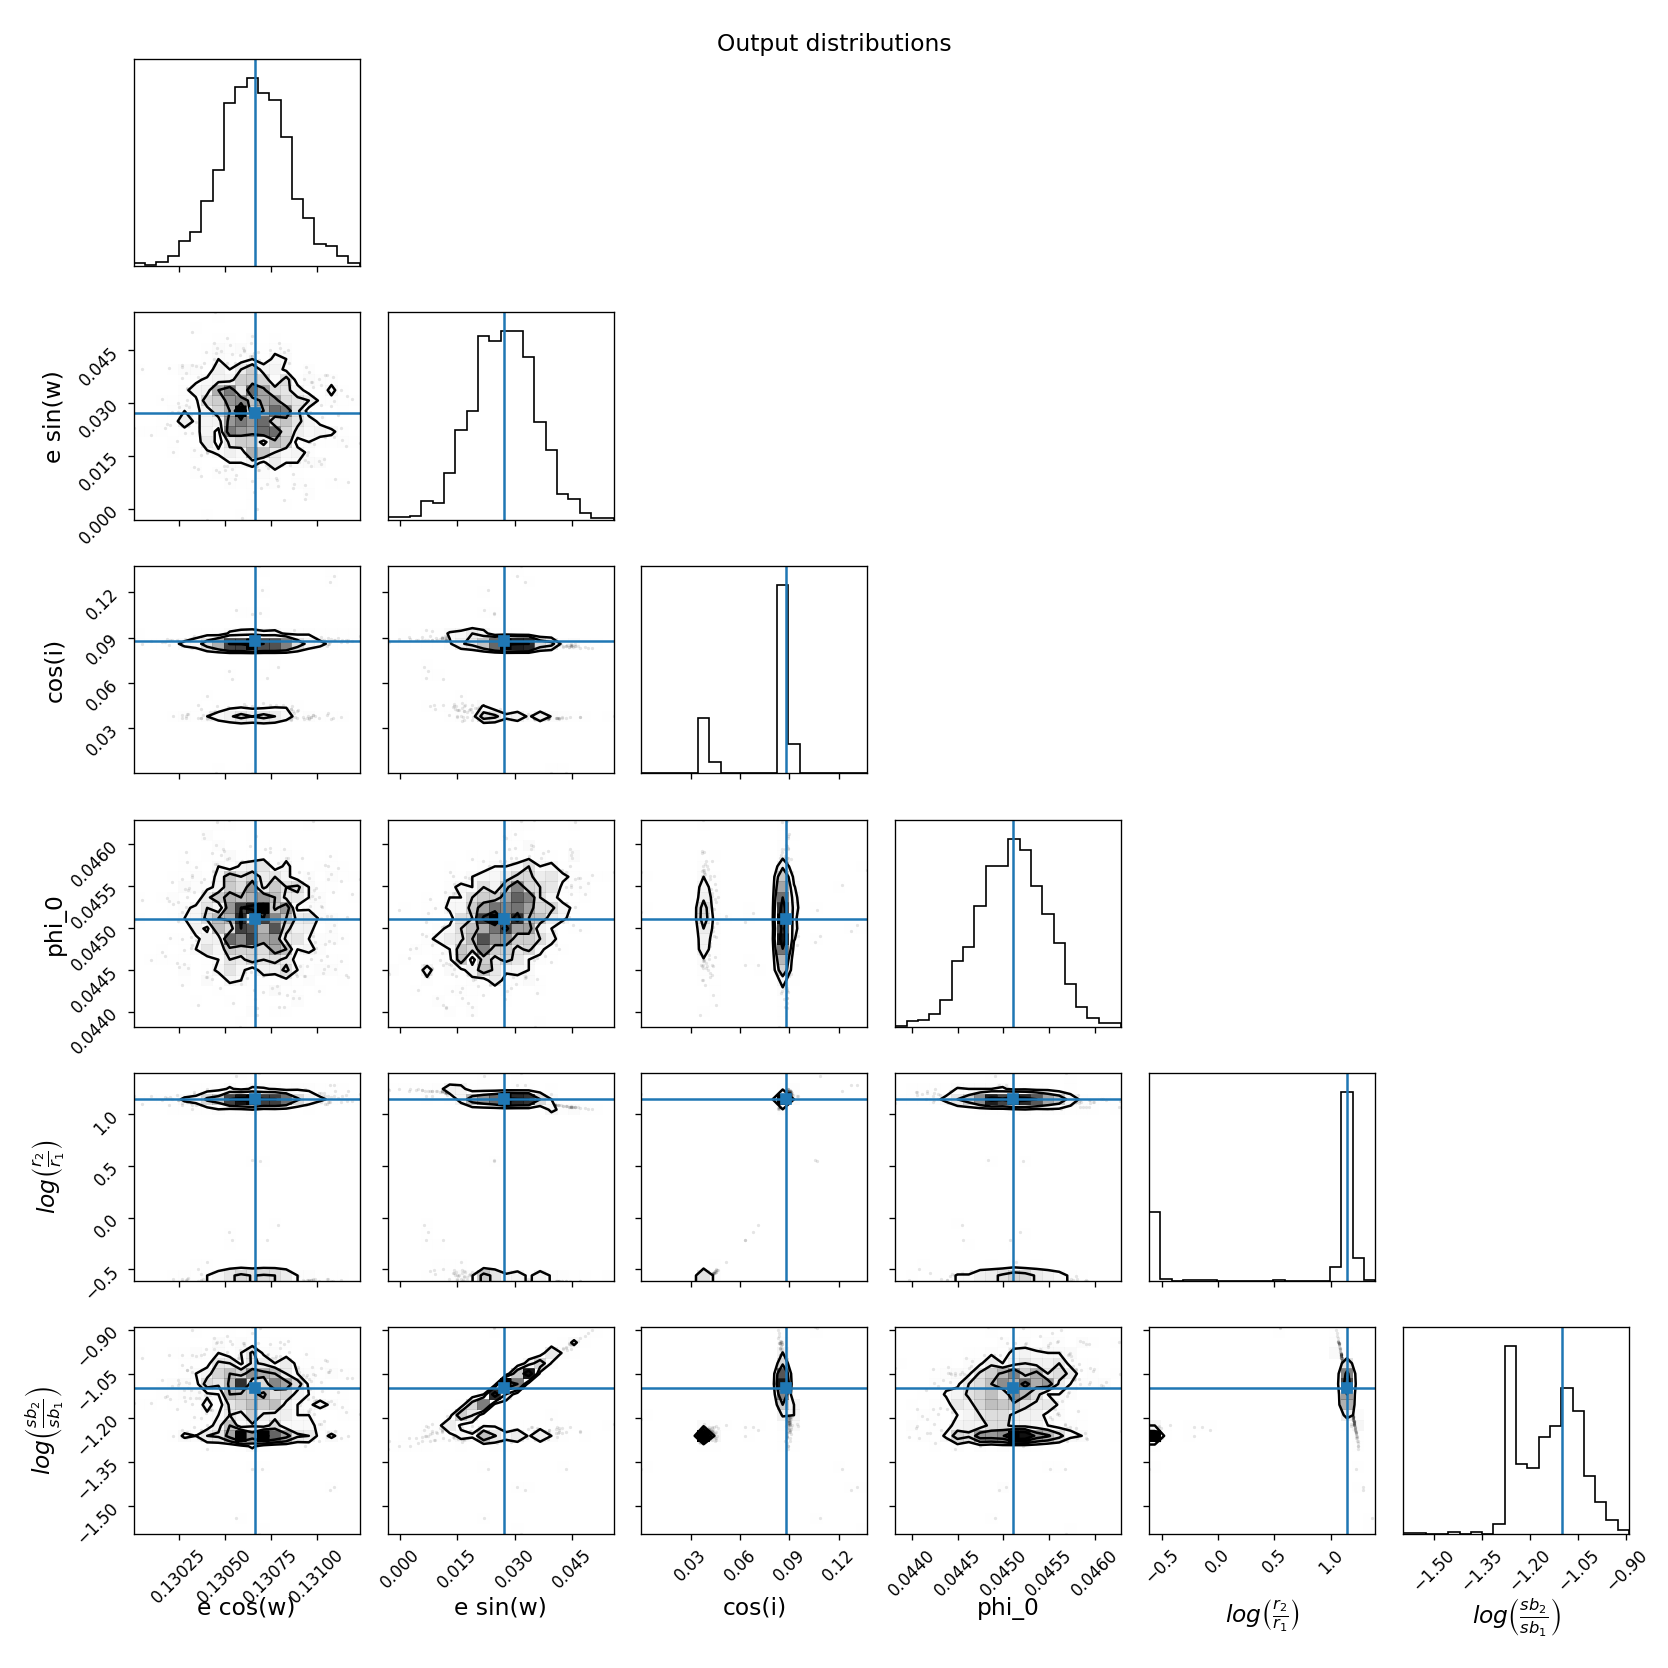 Output distributions
e sin(w)
0.045
0.030
0.015
0.000
cos(i)
0.12
0.09
0.06
0.03
phi_0
0.0460
0.0455
0.0450
0.0445
0.0440
log(r₂/r₁)
1.0
0.5
0.0
−0.5
log(sb₂/sb₁)
−0.90
−1.05
−1.20
−1.35
−1.50
0.13025 0.13050 0.13075 0.13100
0.000 0.015 0.030 0.045
0.03 0.06 0.09 0.12
0.0440 0.0445 0.0450 0.0455 0.0460
−0.5 0.0 0.5 1.0
−1.50 −1.35 −1.20 −1.05 −0.90
e cos(w)
e sin(w)
cos(i)
phi_0
log(r₂/r₁)
log(sb₂/sb₁)